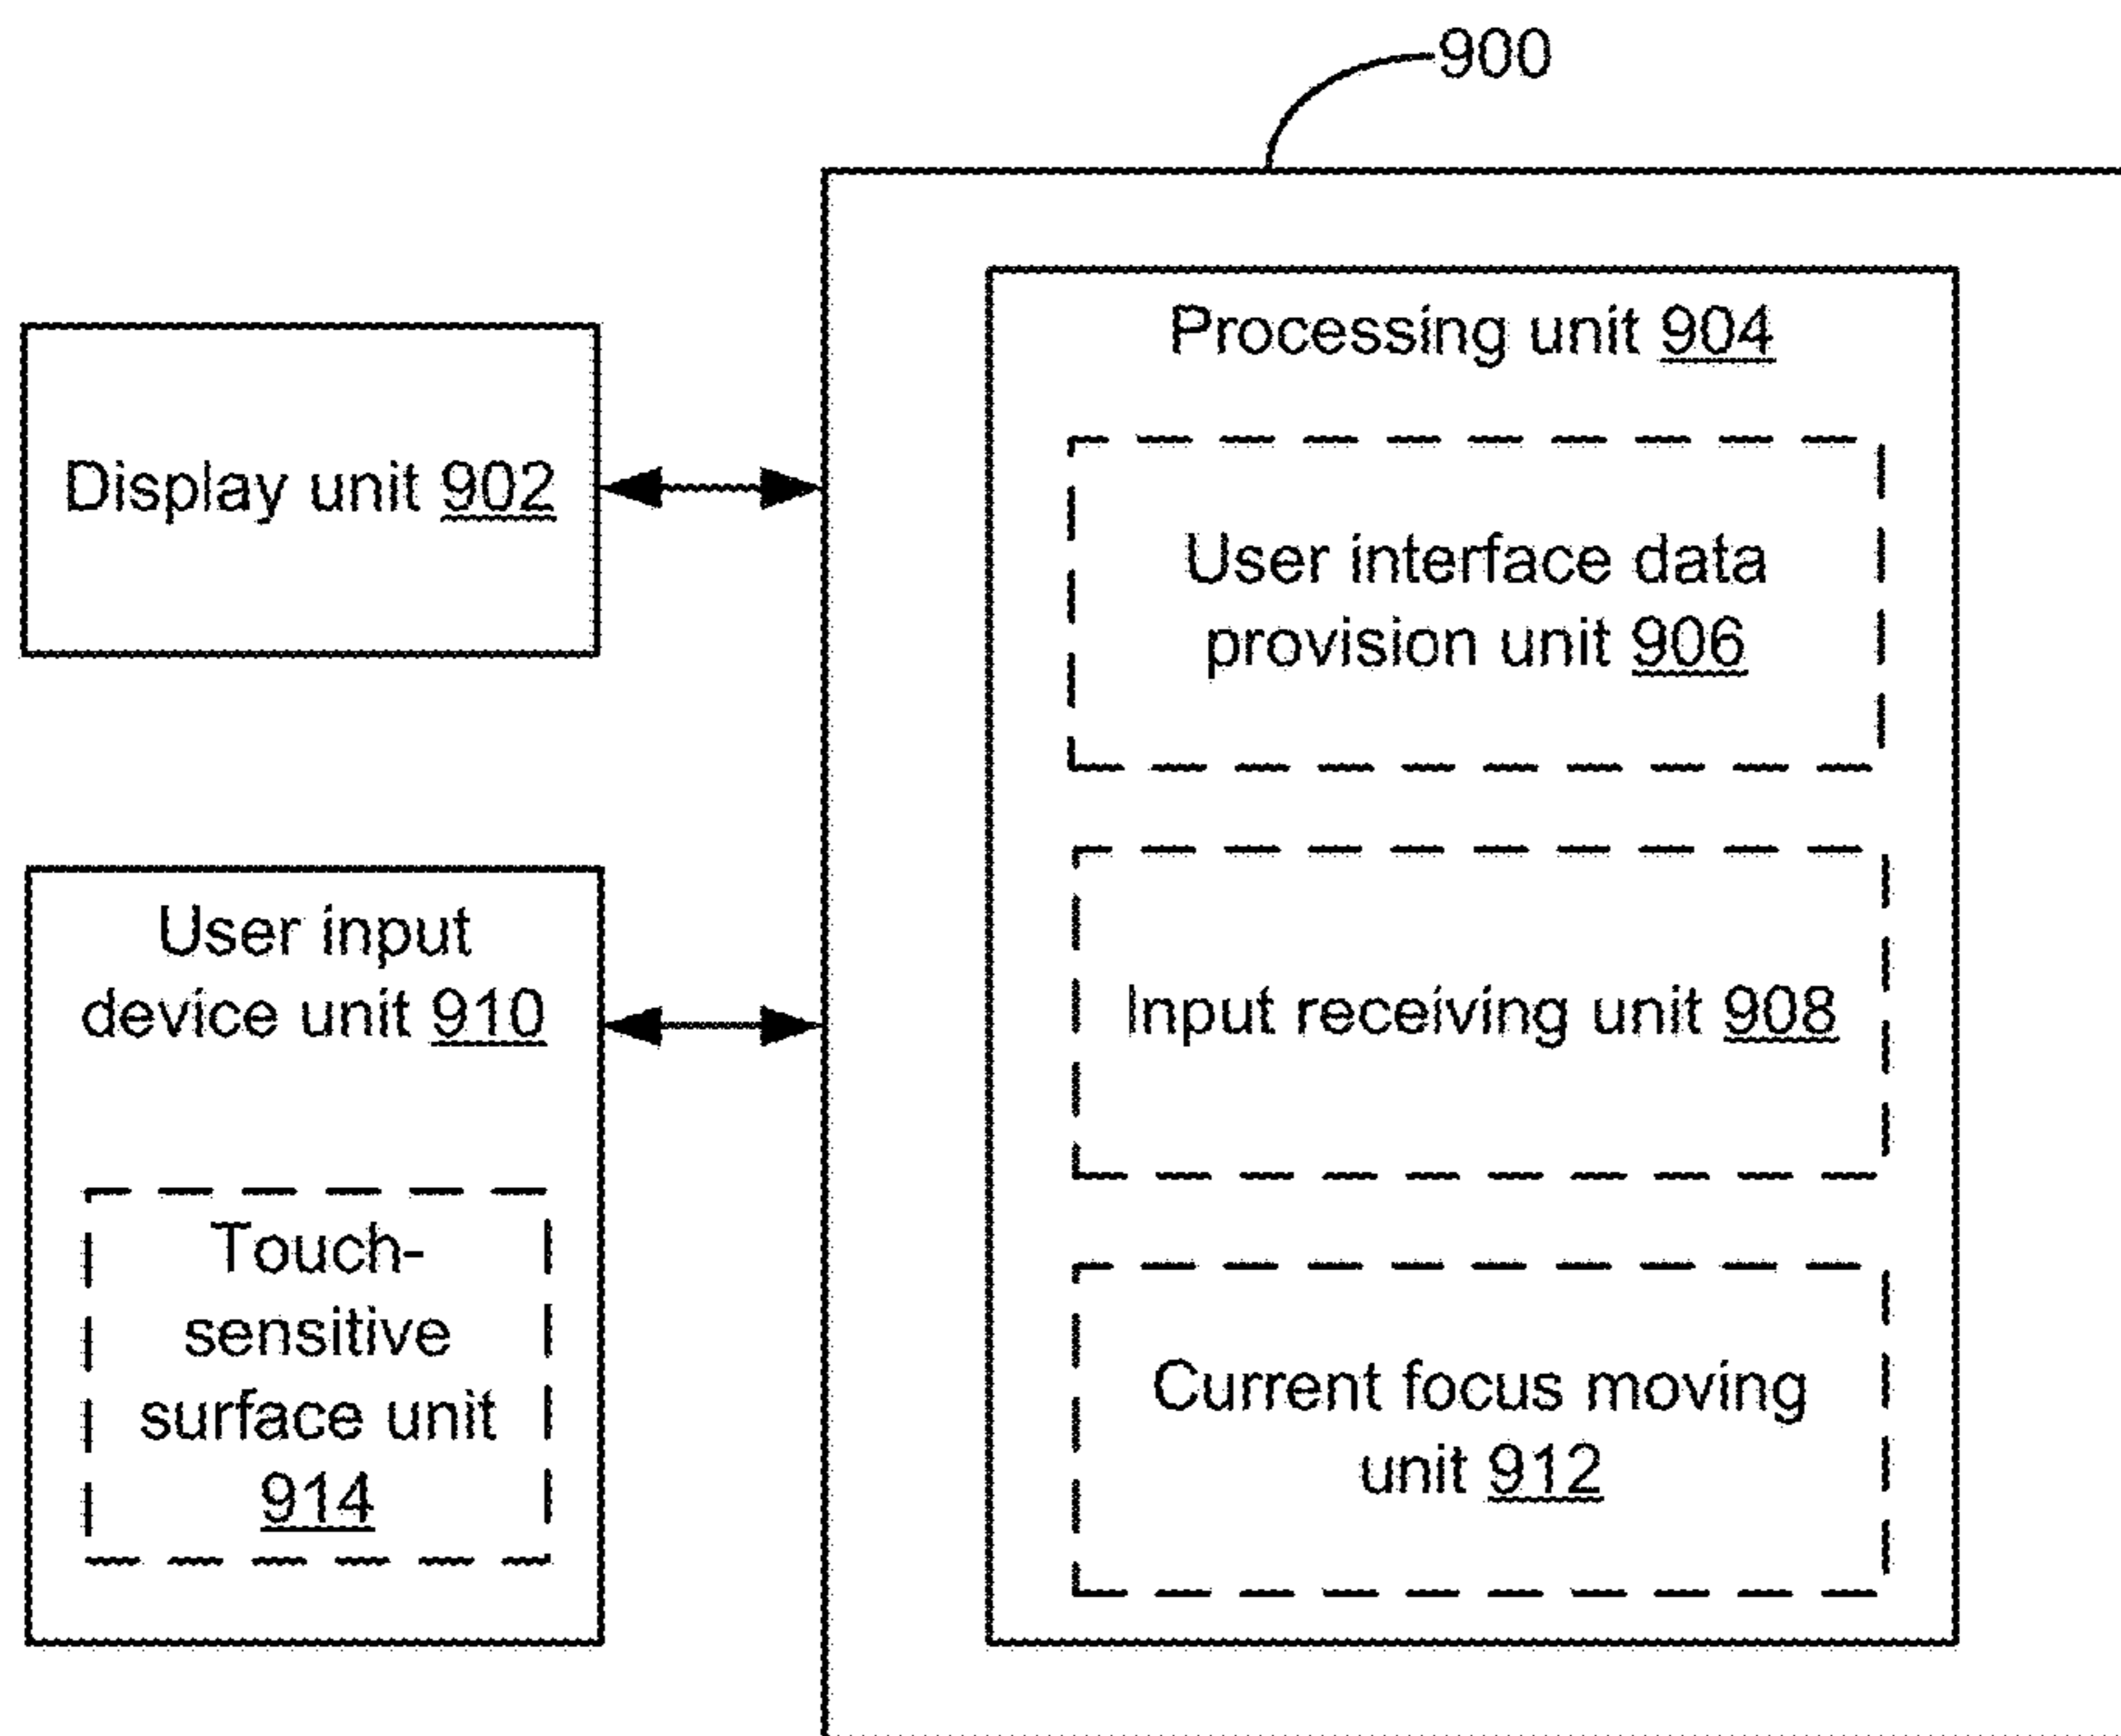 900
Processing unit 904
Display unit 902
User interface data
provision unit 906
User input
device unit 910
Input receiving unit 908
Touch-
sensitive
surface unit
914
Current focus moving
unit 912